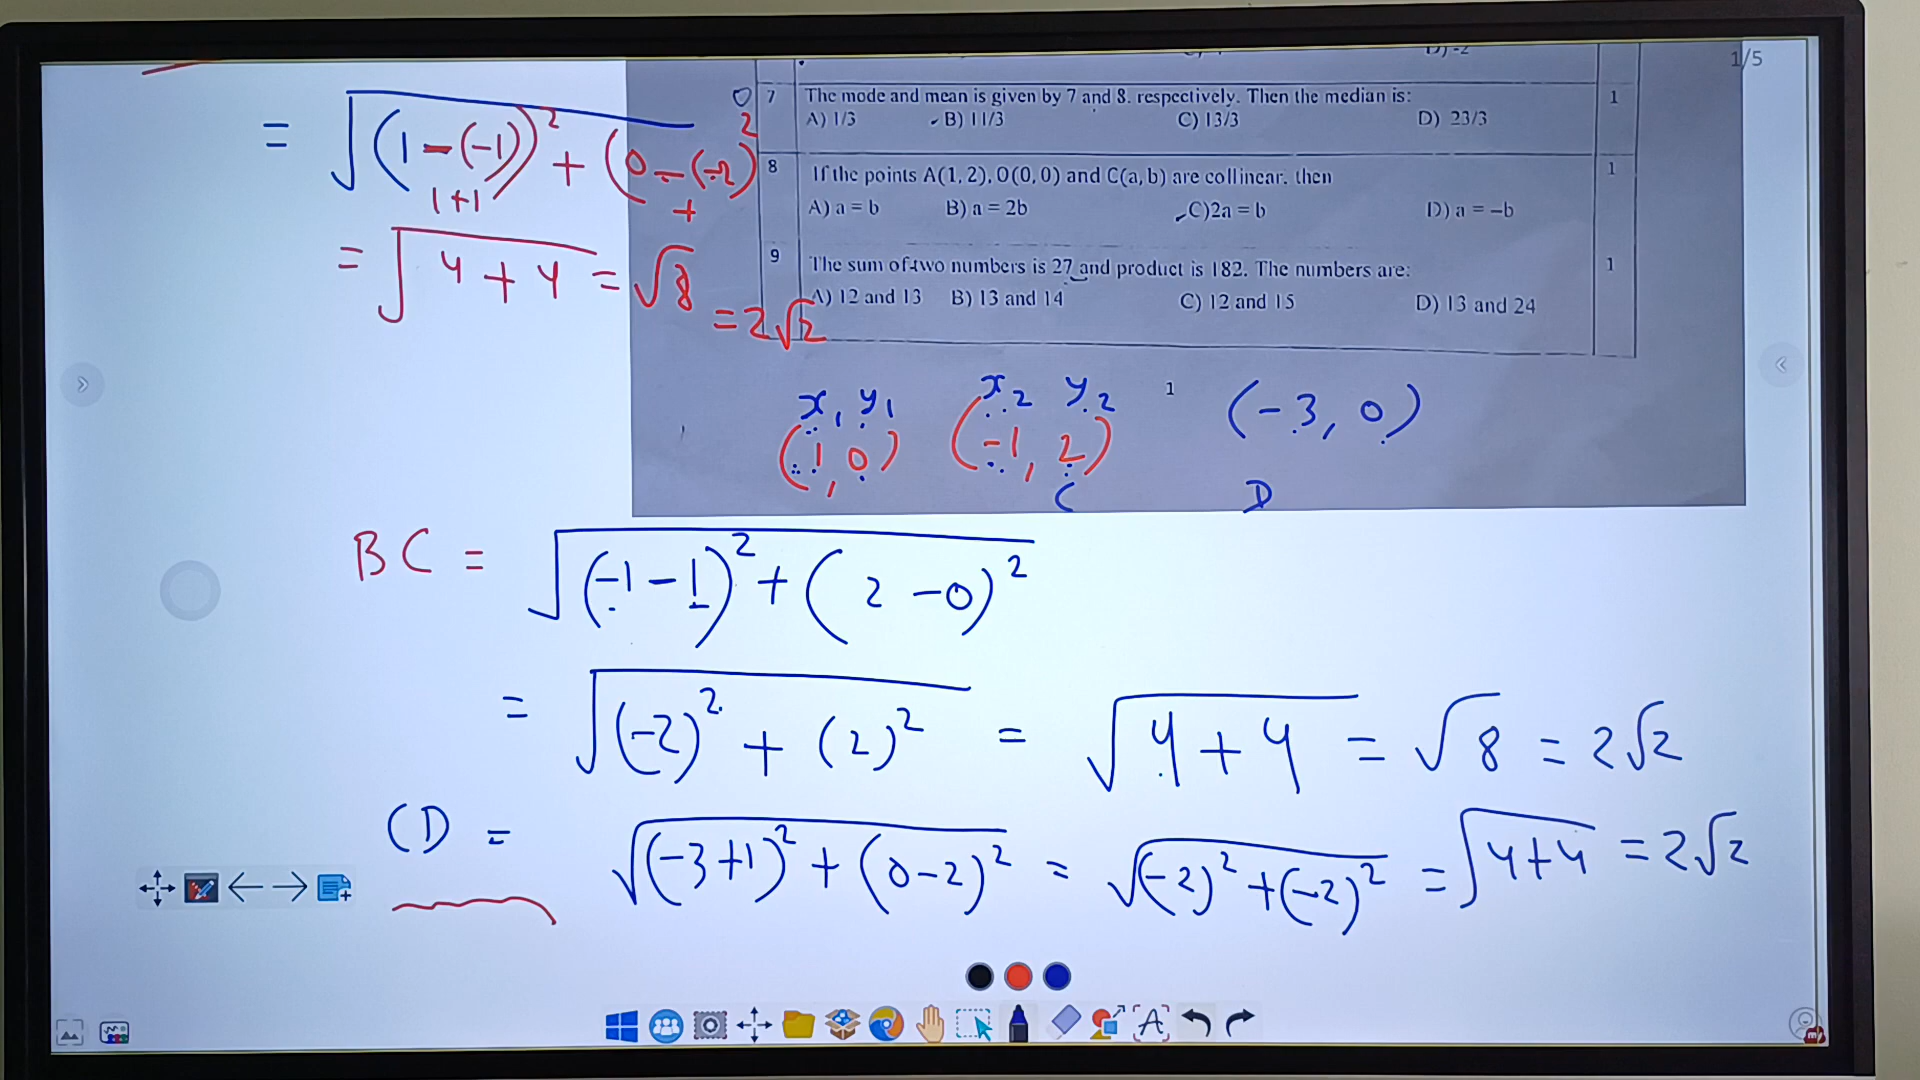 1/5
7 The mode and mean is given by 7 and 8. respectively. Then the median is: 1
A) 1/3 B) 11/3 C) 13/3 D) 23/3
8 If the points A(1, 2), O(0, 0) and C(a, b) are collinear, then 1
A) a = b B) a = 2b C)2a = b D) a = –b
9 The sum of two numbers is 27 and product is 182. The numbers are: 1
A) 12 and 13 B) 13 and 14 C) 12 and 15 D) 13 and 24
= √(1-(-1))² + (0-(-2)²
1+1 +
= √4 + 4 = √8 = 2√2
x₁ y₁ x₂ y₂ 1
(1, 0) (-1, 2) (-3, 0)
C D
BC = √(-1-1)² + (2-0)²
= √(-2)² + (2)² = √4+4 = √8 = 2√2
CD = √(-3+1)² + (0-2)² = √(-2)² + (-2)² = √4+4 = 2√2